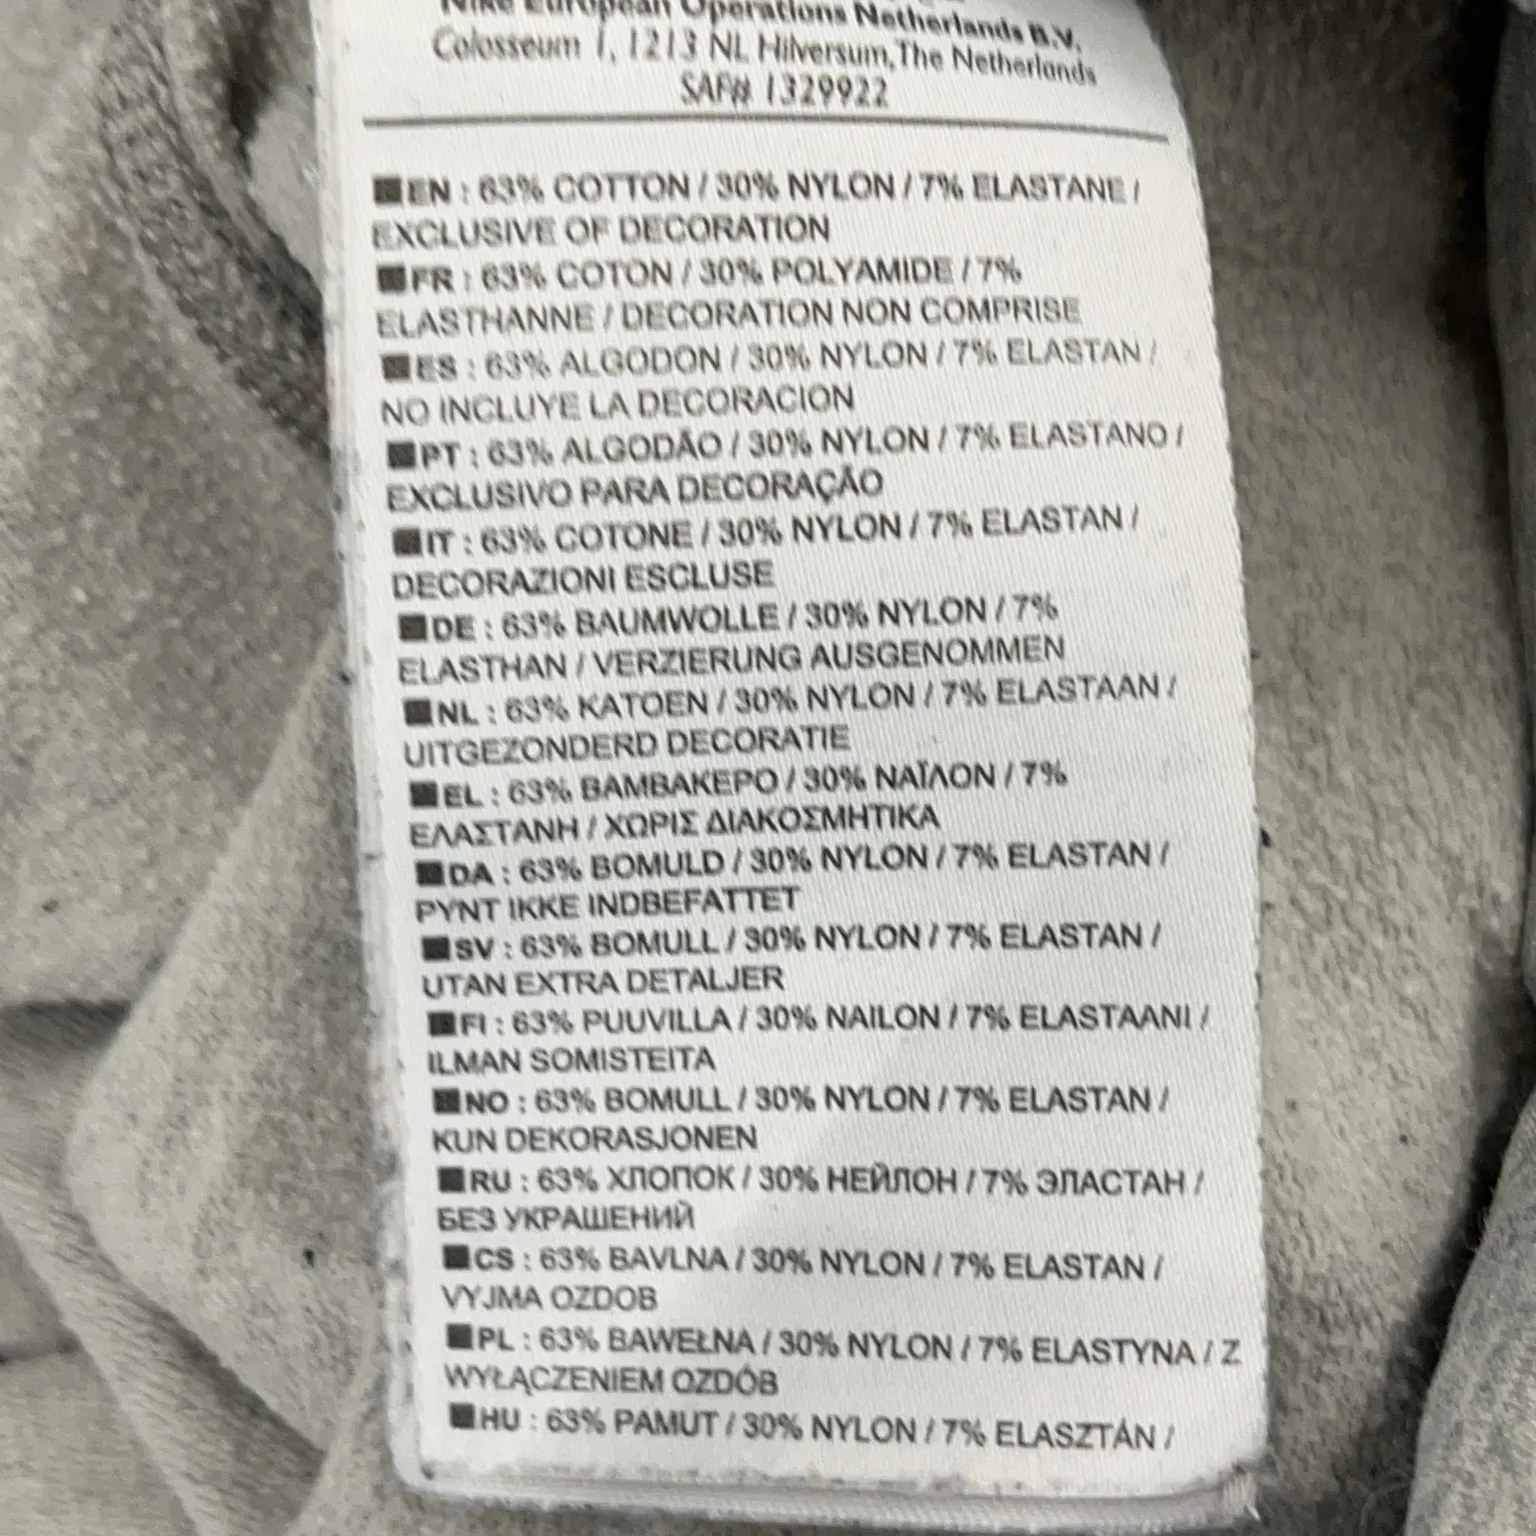 Nike European Operations Netherlands B.V.
Colosseum 1, 1213 NL Hilversum, The Netherlands
SAF# 1329922
EN : 63% COTTON / 30% NYLON / 7% ELASTANE /
EXCLUSIVE OF DECORATION
FR : 63% COTON / 30% POLYAMIDE / 7%
ELASTHANNE / DECORATION NON COMPRISE
ES : 63% ALGODON / 30% NYLON / 7% ELASTAN /
NO INCLUYE LA DECORACION
PT : 63% ALGODÃO / 30% NYLON / 7% ELASTANO /
EXCLUSIVO PARA DECORAÇÃO
IT : 63% COTONE / 30% NYLON / 7% ELASTAN /
DECORAZIONI ESCLUSE
DE : 63% BAUMWOLLE / 30% NYLON / 7%
ELASTHAN / VERZIERUNG AUSGENOMMEN
NL : 63% KATOEN / 30% NYLON / 7% ELASTAAN /
UITGEZONDERD DECORATIE
EL : 63% ΒΑΜΒΑΚΕΡΟ / 30% ΝΑΪΛΟΝ / 7%
ΕΛΑΣΤΑΝΗ / ΧΩΡΙΣ ΔΙΑΚΟΣΜΗΤΙΚΑ
DA : 63% BOMULD / 30% NYLON / 7% ELASTAN /
PYNT IKKE INDBEFATTET
SV : 63% BOMULL / 30% NYLON / 7% ELASTAN /
UTAN EXTRA DETALJER
FI : 63% PUUVILLA / 30% NAILON / 7% ELASTAANI /
ILMAN SOMISTEITA
NO : 63% BOMULL / 30% NYLON / 7% ELASTAN /
KUN DEKORASJONEN
RU : 63% ХЛОПОК / 30% НЕЙЛОН / 7% ЭЛАСТАН /
БЕЗ УКРАШЕНИЙ
CS : 63% BAVLNA / 30% NYLON / 7% ELASTAN /
VYJMA OZDOB
PL : 63% BAWEŁNA / 30% NYLON / 7% ELASTYNA / Z
WYŁĄCZENIEM OZDÓB
HU : 63% PAMUT / 30% NYLON / 7% ELASZTÁN /